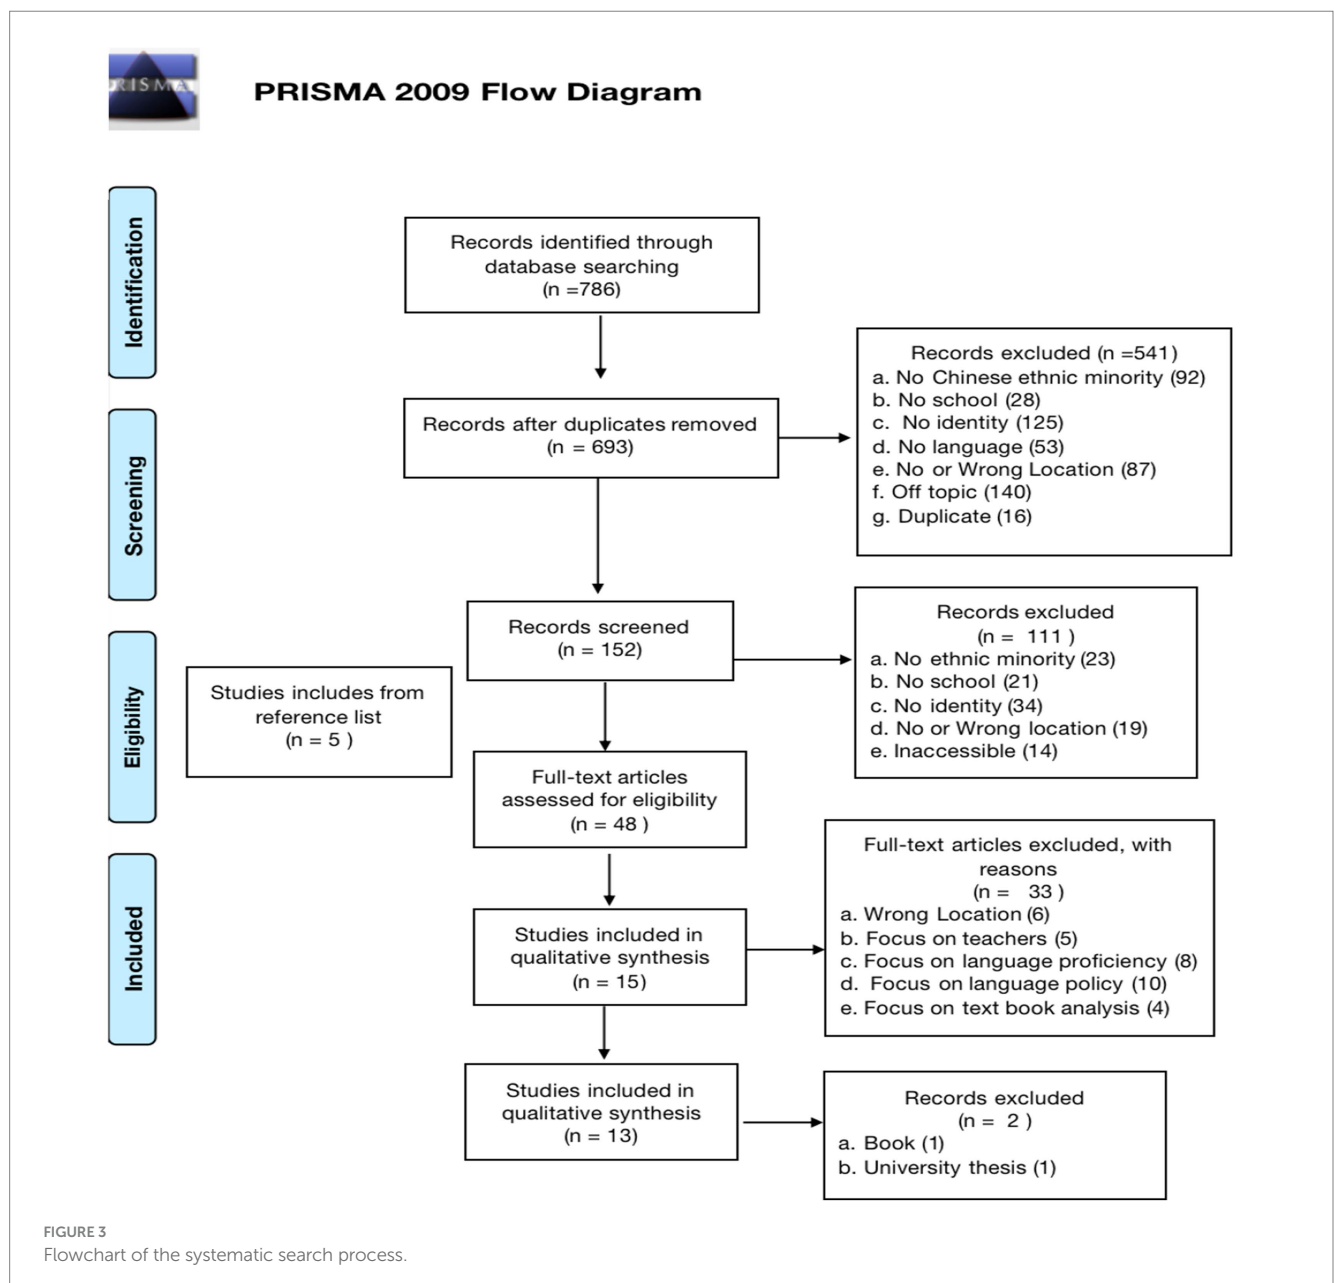 RISMA
PRISMA 2009 Flow Diagram
Identification
Records identified through
database searching
(n =786)
Records excluded (n =541)
a. No Chinese ethnic minority (92)
b. No school (28)
c. No identity (125)
d. No language (53)
e. No or Wrong Location (87)
f. Off topic (140)
g. Duplicate (16)
Screening
Records after duplicates removed
(n = 693)
Records screened
(n = 152)
Records excluded
(n = 111 )
a. No ethnic minority (23)
b. No school (21)
c. No identity (34)
d. No or Wrong location (19)
e. Inaccessible (14)
Eligibility
Studies includes from
reference list
(n = 5 )
Full-text articles
assessed for eligibility
(n = 48 )
Full-text articles excluded, with
reasons
(n = 33 )
a. Wrong Location (6)
b. Focus on teachers (5)
c. Focus on language proficiency (8)
d. Focus on language policy (10)
e. Focus on text book analysis (4)
Included
Studies included in
qualitative synthesis
(n = 15)
Studies included in
qualitative synthesis
(n = 13)
Records excluded
(n = 2 )
a. Book (1)
b. University thesis (1)
FIGURE 3
Flowchart of the systematic search process.